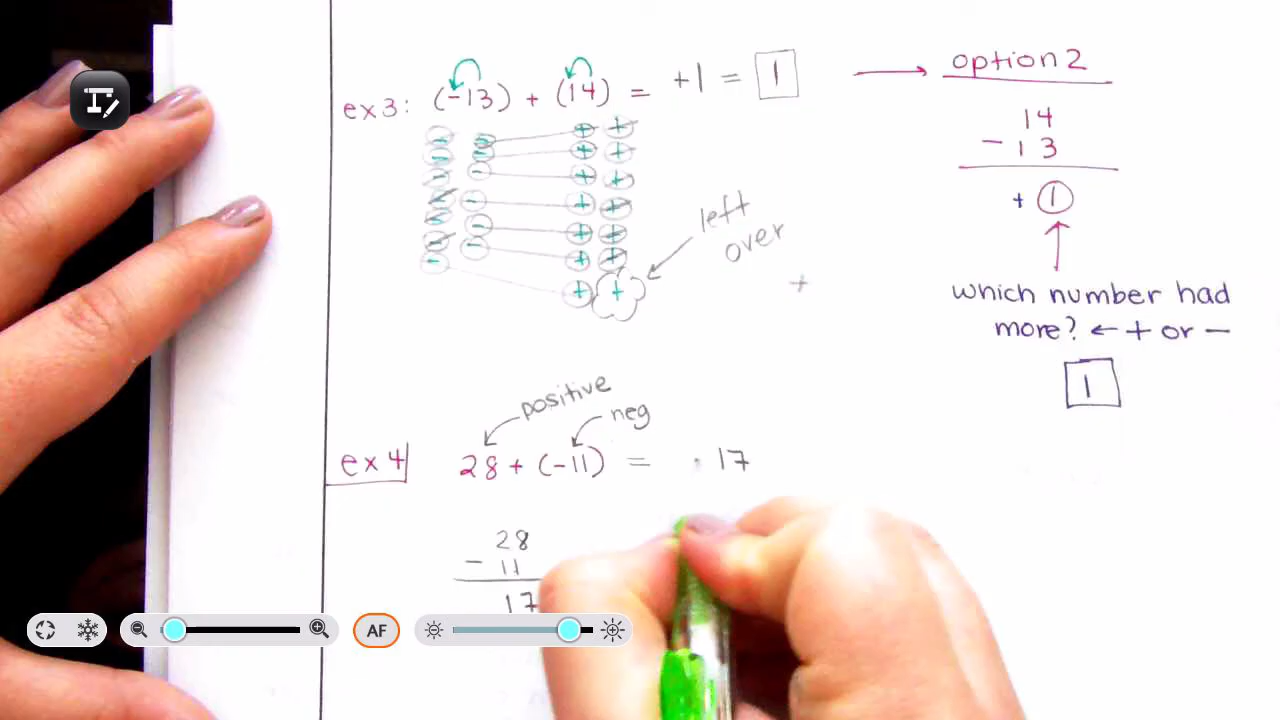 ex3: (-13) + (14) = +1 = 1
left
over
+
option 2
14
- 13
+ 1
which number had
more? ← + or −
1
positive
neg
ex 4 28 + (-11) = 17
28
- 11
17
AF